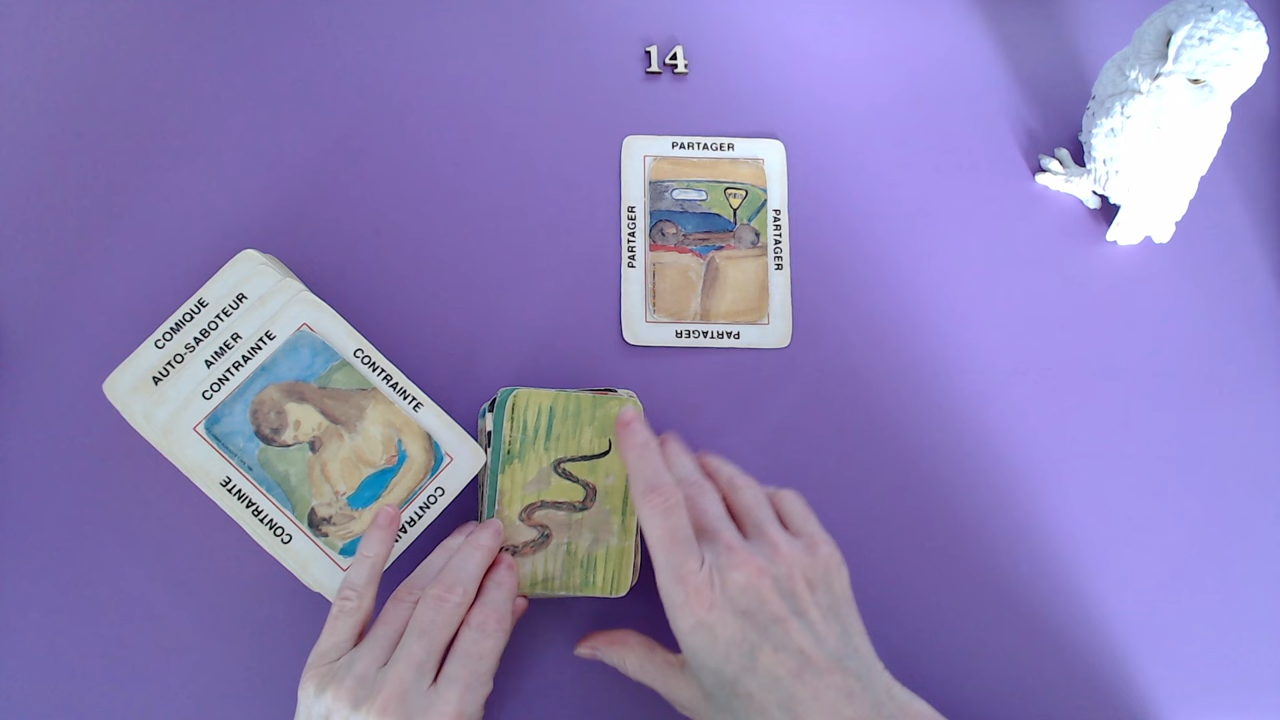 14
PARTAGER
PARTAGER
PARTAGER
PARTAGER
COMIQUE
AUTO-SABOTEUR
AIMER
CONTRAINTE
CONTRAINTE
CONTRAINTE